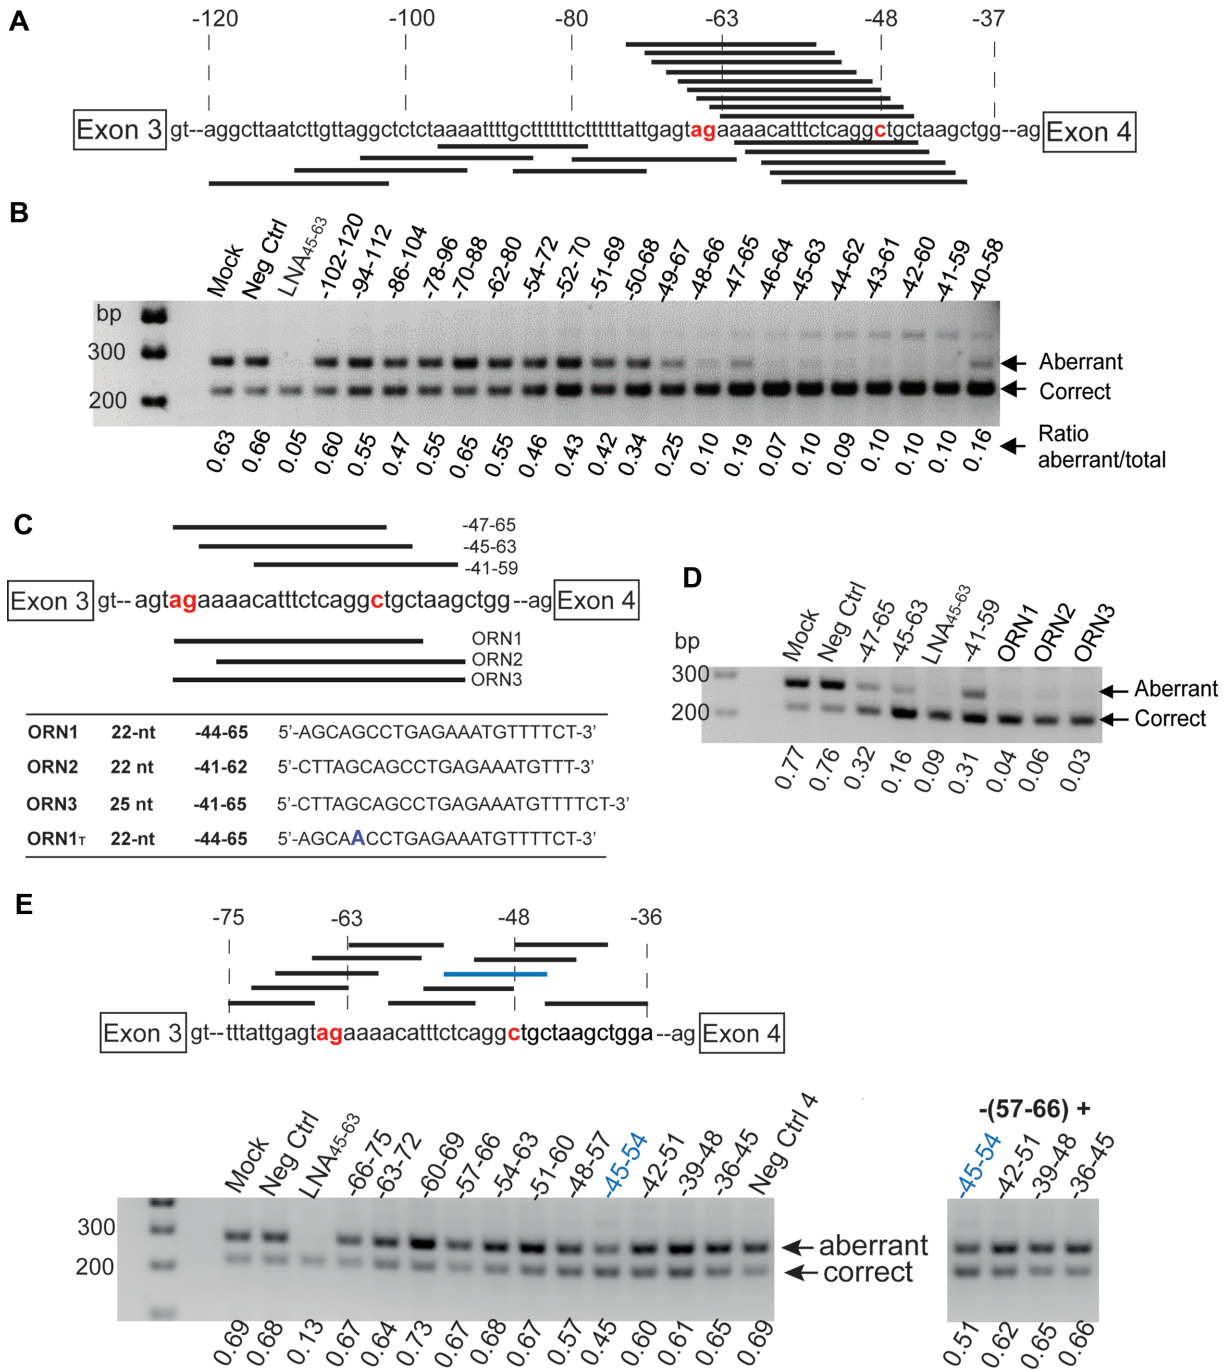 A
-120 -100 -80 -63 -48 -37
Exon 3 gt--aggcttaatcttgttaggctctctaaaattttgctttttttcttttttattgagtagaaaacatttctcaggctgctaagctgg--ag Exon 4
B
Mock Neg Ctrl LNA45-63 -102-120 -94-112 -86-104 -78-96 -70-88 -62-80 -54-72 -52-70 -51-69 -50-68 -49-67 -48-66 -47-65 -46-64 -45-63 -44-62 -43-61 -42-60 -41-59 -40-58
bp
300
Aberrant
200
Correct
0.63 0.66 0.05 0.60 0.55 0.47 0.55 0.65 0.55 0.46 0.43 0.42 0.34 0.25 0.10 0.19 0.07 0.10 0.09 0.10 0.10 0.10 0.16
Ratio
aberrant/total
C
-47-65
-45-63
-41-59
Exon 3 gt-- agtagaaaacatttctcaggctgctaagctgg --ag Exon 4
ORN1
ORN2
ORN3
ORN1 22-nt -44-65 5’-AGCAGCCTGAGAAATGTTTTCT-3’
ORN2 22 nt -41-62 5’-CTTAGCAGCCTGAGAAATGTTT-3’
ORN3 25 nt -41-65 5’-CTTAGCAGCCTGAGAAATGTTTTCT-3’
ORN1T 22-nt -44-65 5’-AGCAACCTGAGAAATGTTTTCT-3’
D
Mock Neg Ctrl -47-65 -45-63 LNA45-63 -41-59 ORN1 ORN2 ORN3
bp
300
Aberrant
200
Correct
0.77 0.76 0.32 0.16 0.09 0.31 0.04 0.06 0.03
E
-75 -63 -48 -36
Exon 3 gt--tttattgagtagaaaacatttctcaggctgctaagctgga--ag Exon 4
Mock Neg Ctrl LNA45-63 -66-75 -63-72 -60-69 -57-66 -54-63 -51-60 -48-57 -45-54 -42-51 -39-48 -36-45 Neg Ctrl 4
300
aberrant
200
correct
0.69 0.68 0.13 0.67 0.64 0.73 0.67 0.68 0.67 0.57 0.45 0.60 0.61 0.65 0.69
-(57-66) +
-45-54 -42-51 -39-48 -36-45
0.51 0.62 0.65 0.66